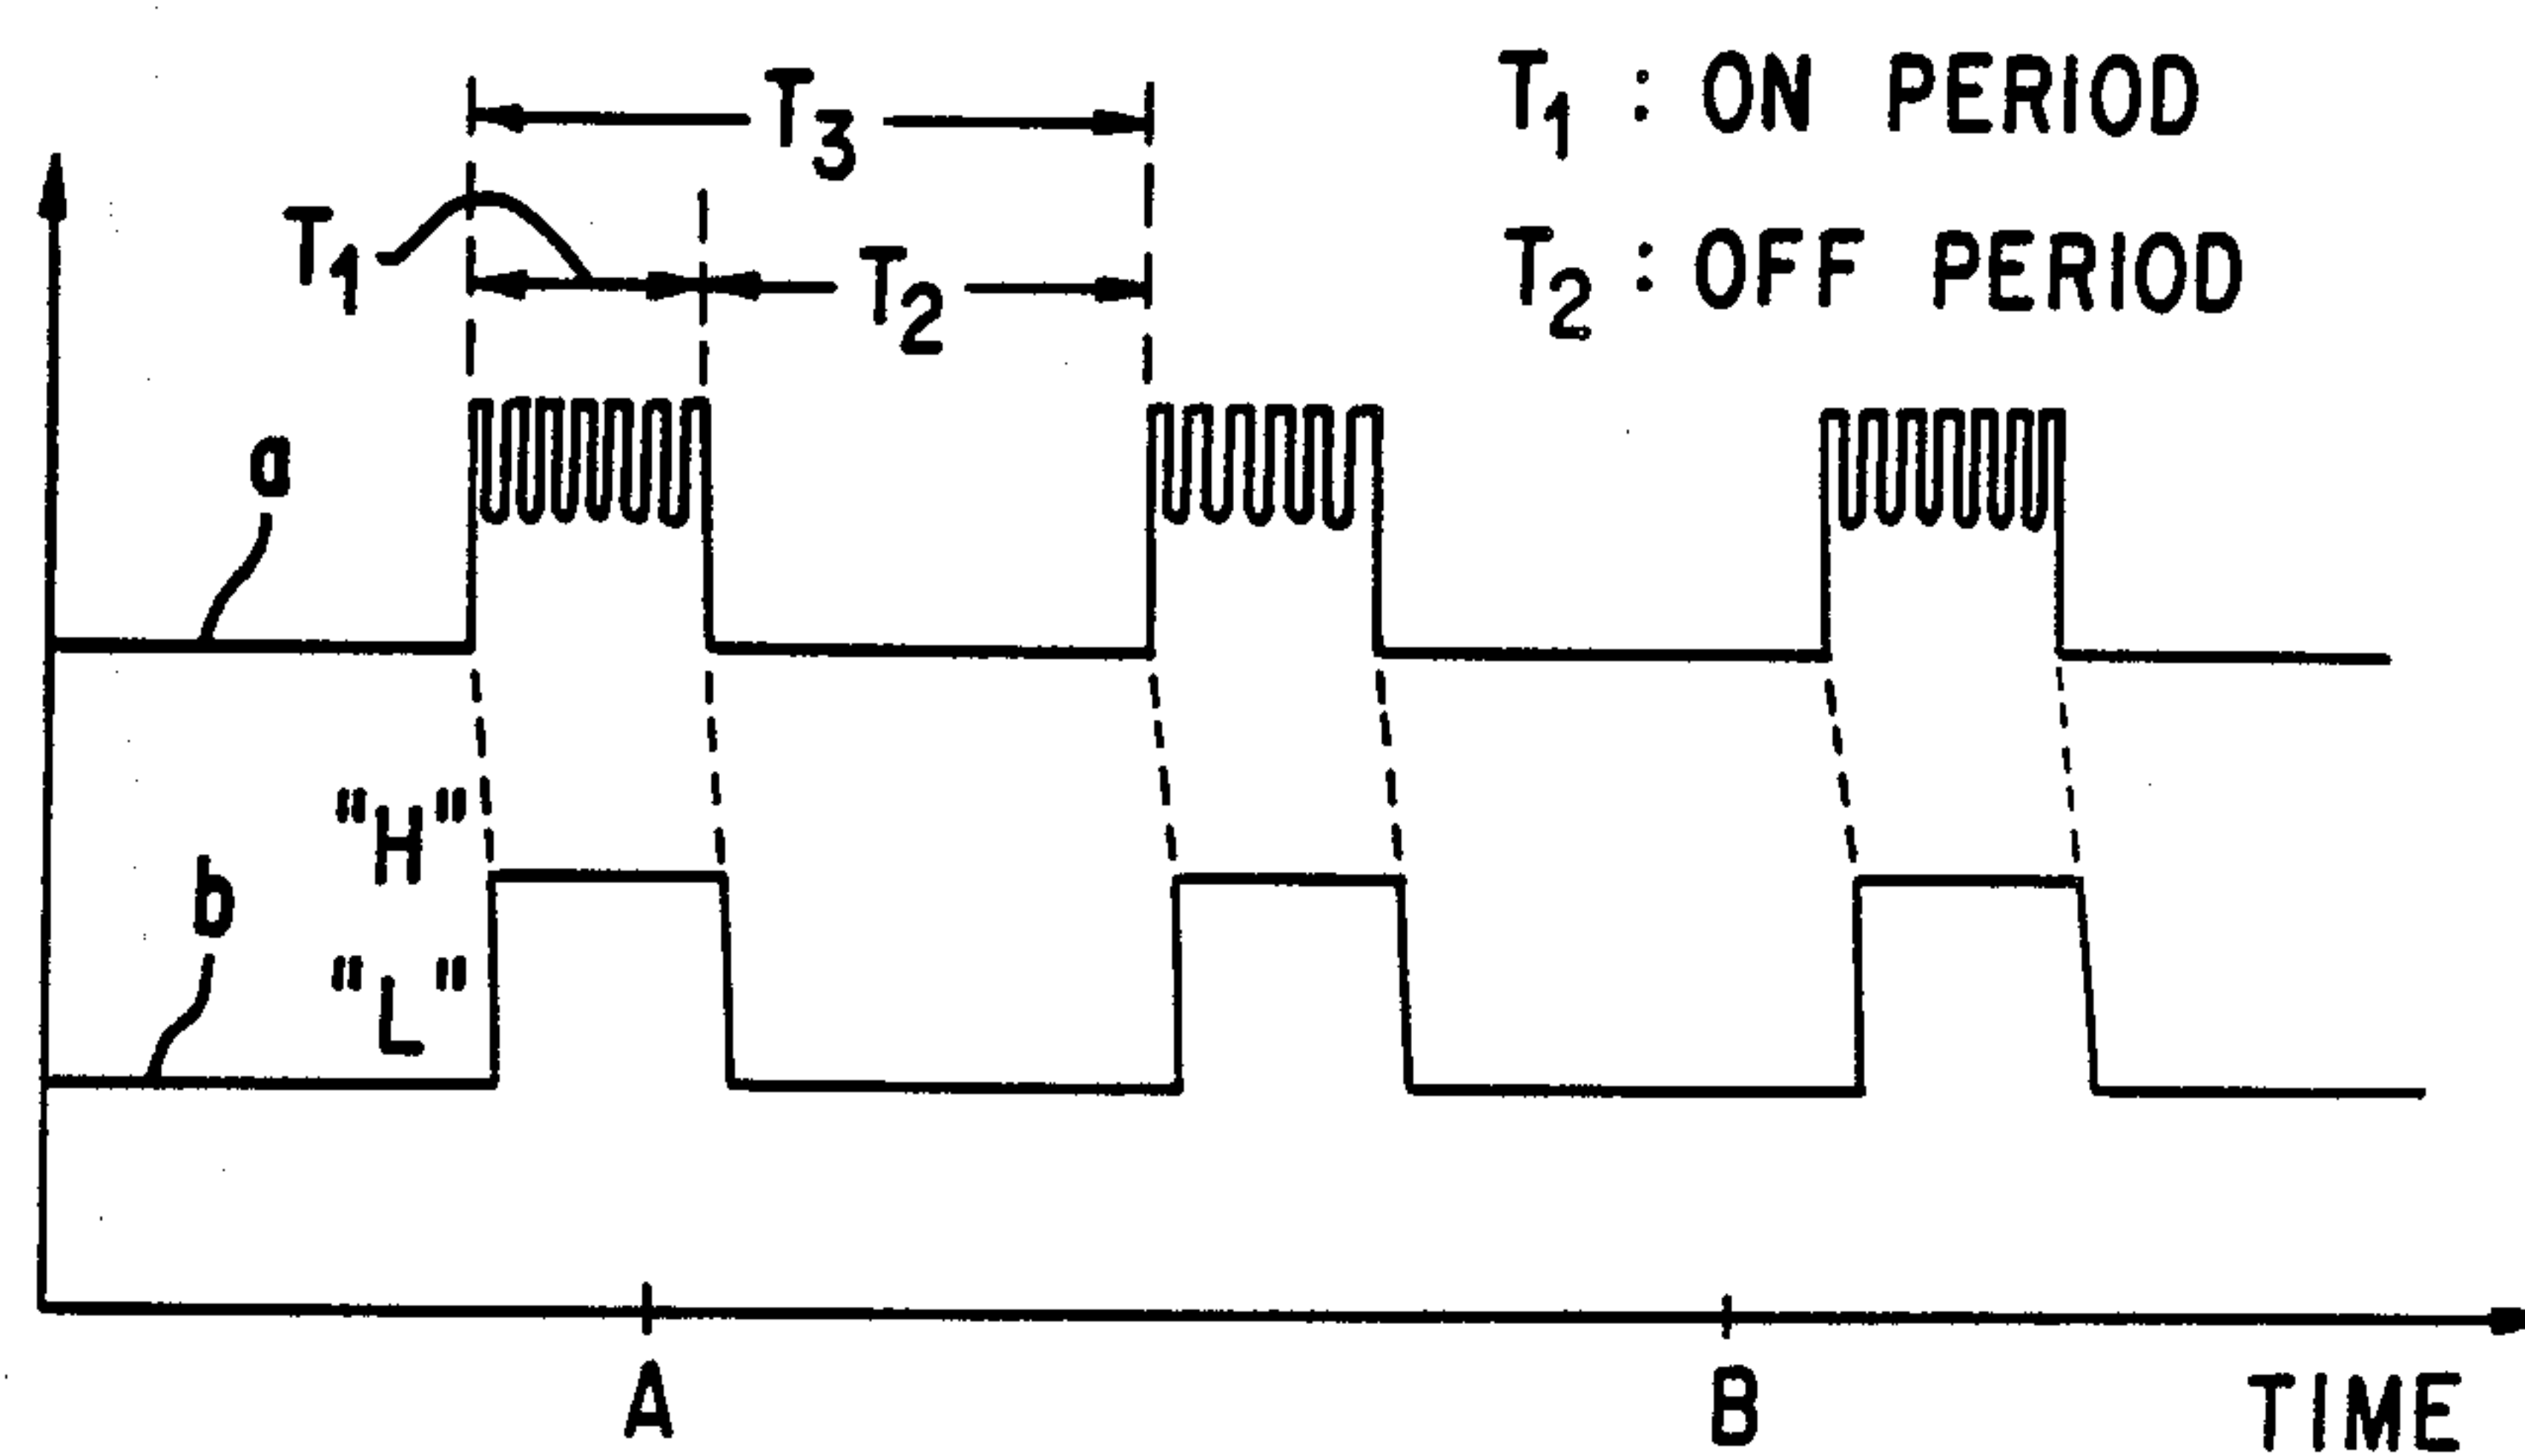 T1 : ON PERIOD
T2 : OFF PERIOD
T3
T1
T2
a
"H"
b
"L"
A
B
TIME